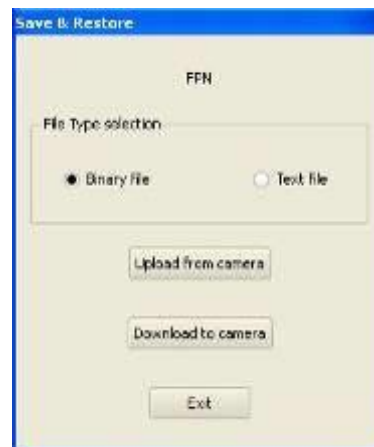 Save & Restore
FPN
File Type selection
Binary file Text file
Upload from camera
Download to camera
Exit